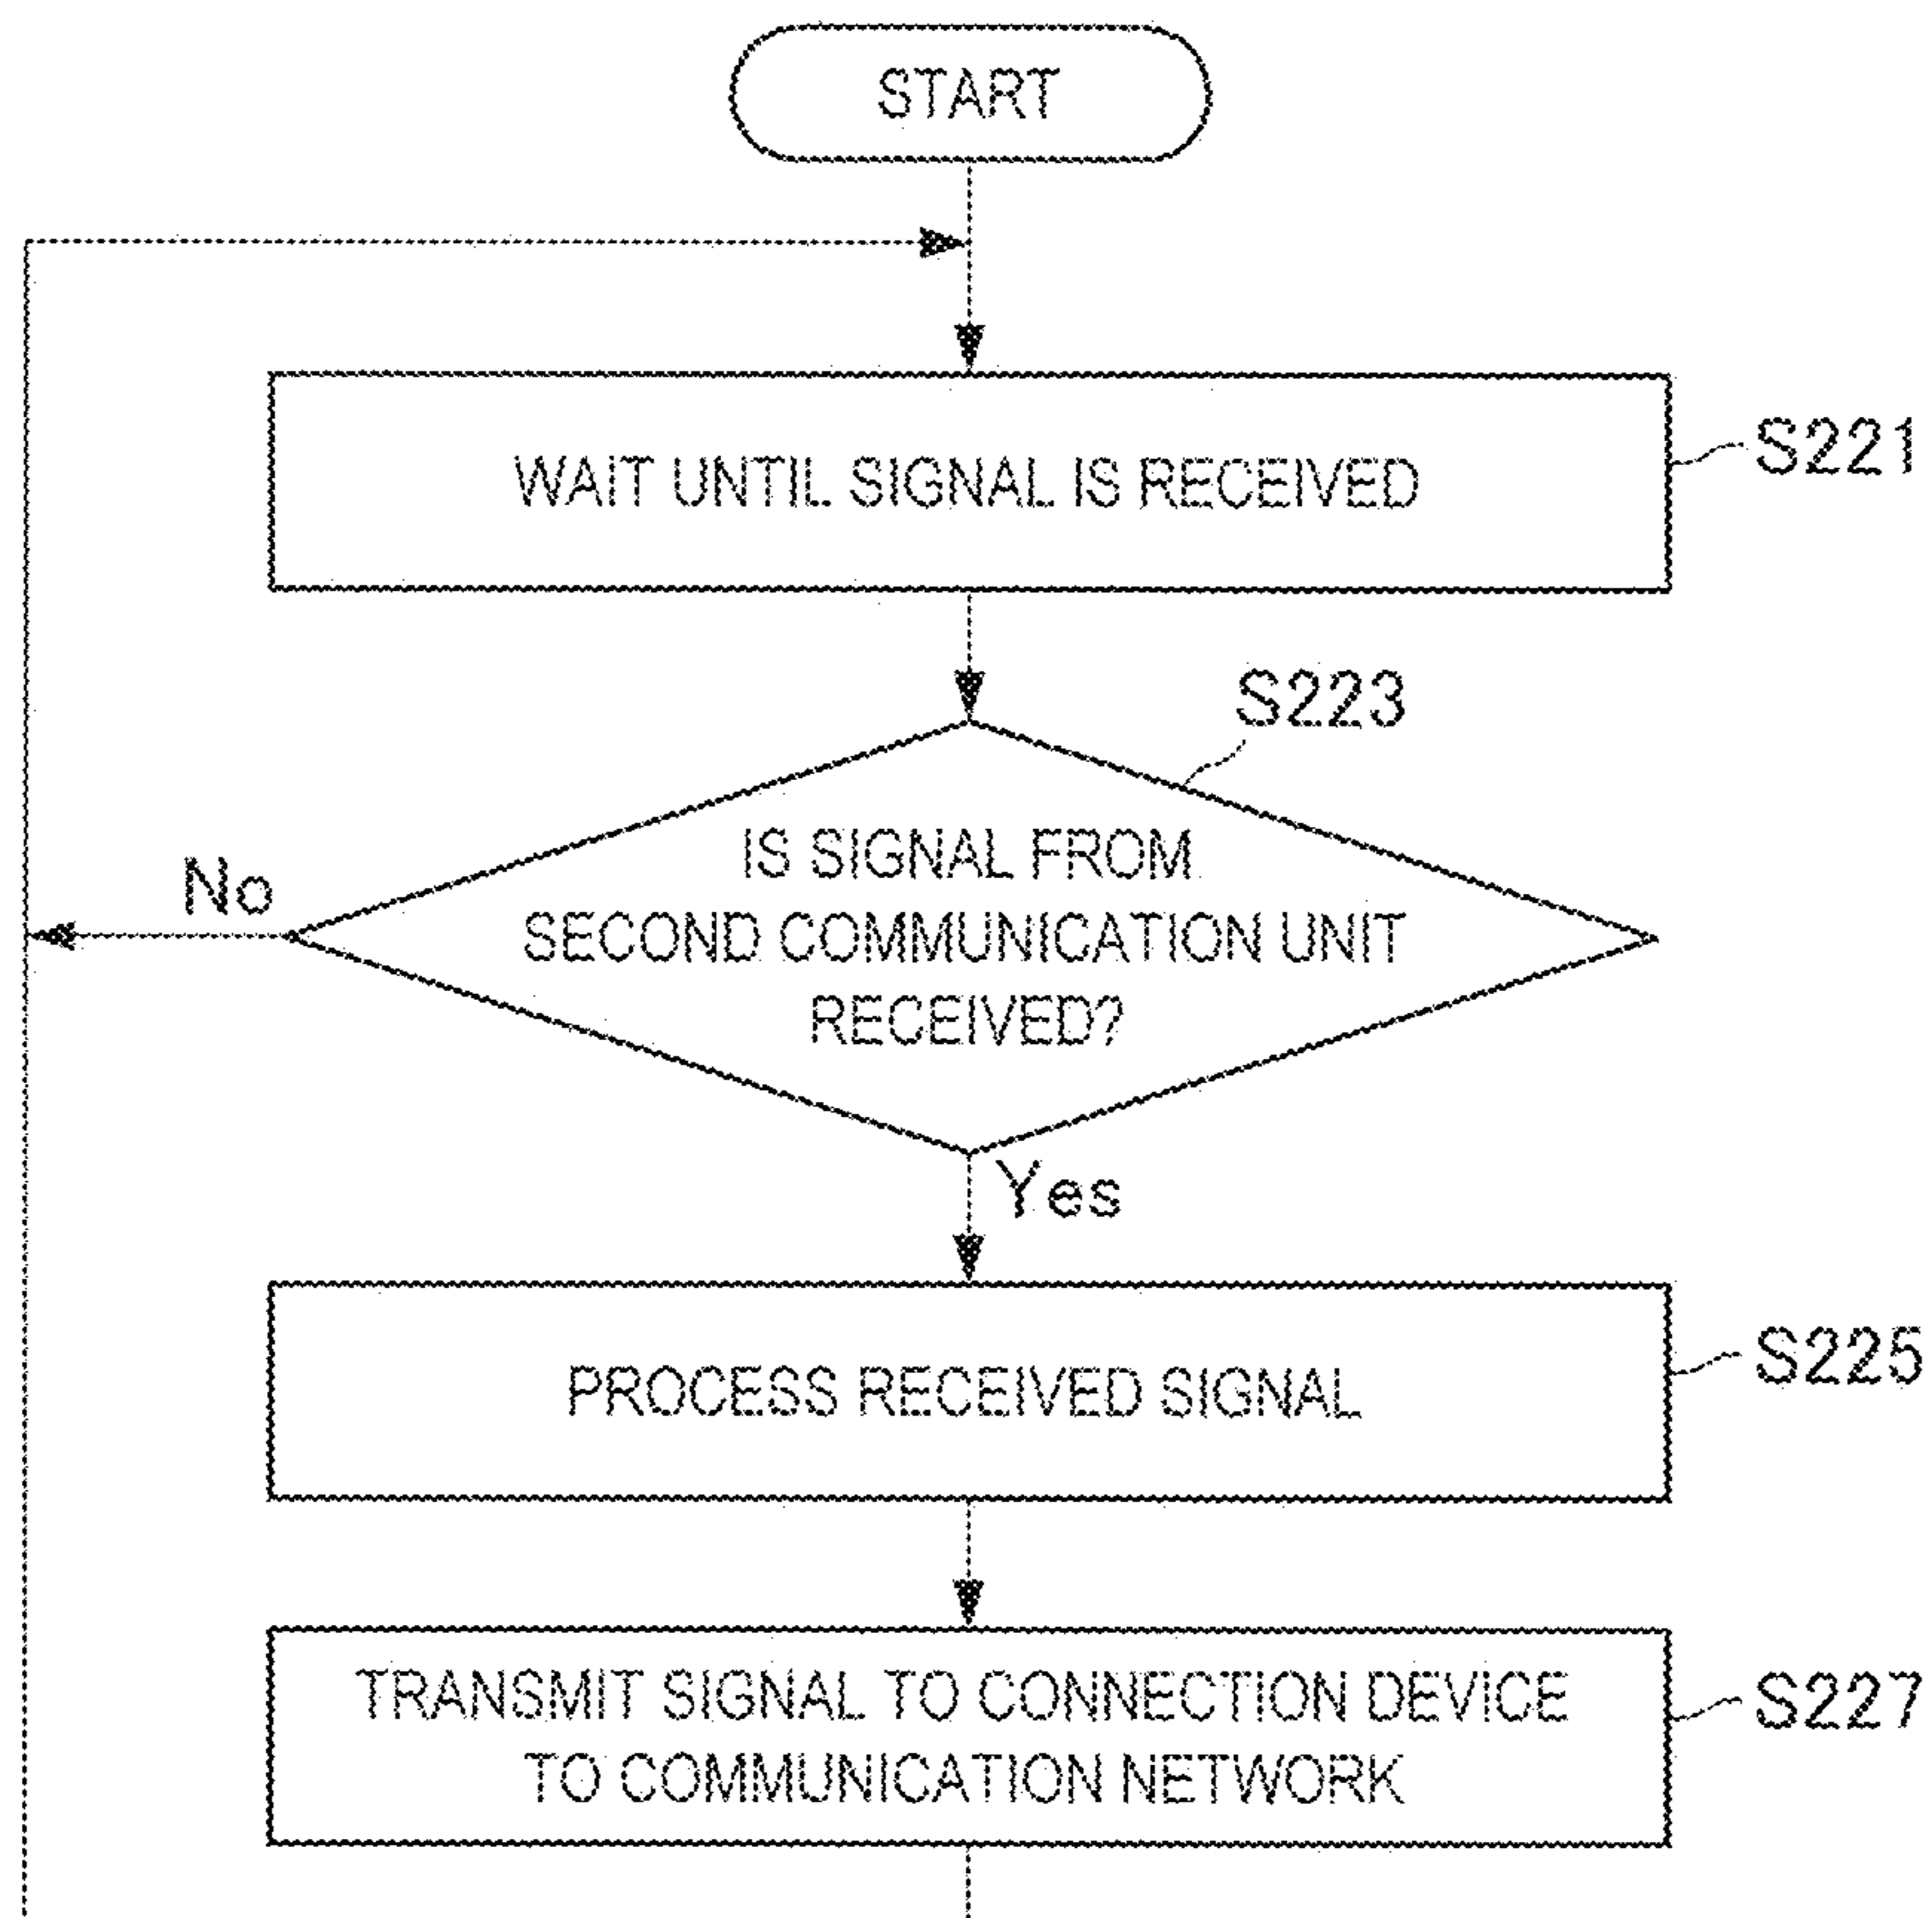 START
WAIT UNTIL SIGNAL IS RECEIVED
S221
S223
IS SIGNAL FROM
SECOND COMMUNICATION UNIT
RECEIVED?
No
Yes
PROCESS RECEIVED SIGNAL
S225
TRANSMIT SIGNAL TO CONNECTION DEVICE
TO COMMUNICATION NETWORK
S227